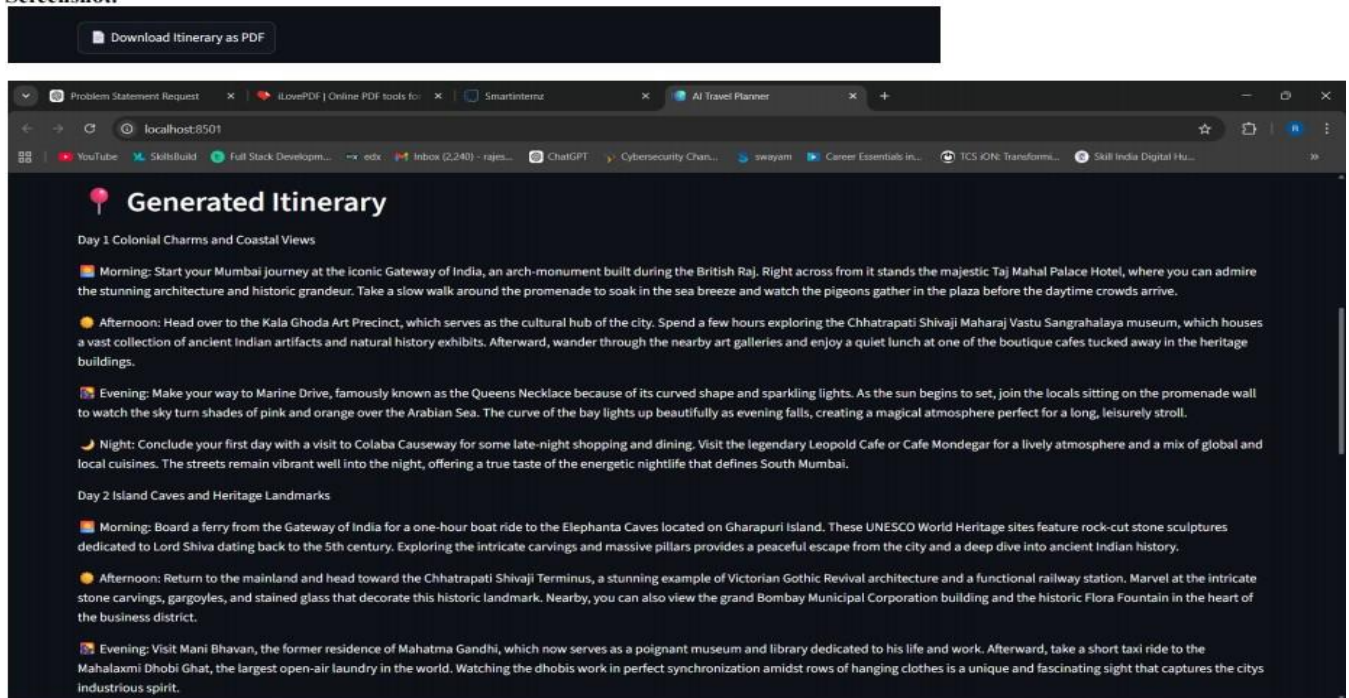 Screenshot:
Download Itinerary as PDF
Problem Statement Request
iLovePDF | Online PDF tools for
Smartinternz
AI Travel Planner
localhost:8501
YouTube SkillsBuild Full Stack Developm... edx Inbox (2,240) - rajes... ChatGPT Cybersecurity Chan... swayam Career Essentials in... TCS iON: Transformi... Skill India Digital Hu...
Generated Itinerary
Day 1 Colonial Charms and Coastal Views
Morning: Start your Mumbai journey at the iconic Gateway of India, an arch-monument built during the British Raj. Right across from it stands the majestic Taj Mahal Palace Hotel, where you can admire
the stunning architecture and historic grandeur. Take a slow walk around the promenade to soak in the sea breeze and watch the pigeons gather in the plaza before the daytime crowds arrive.
Afternoon: Head over to the Kala Ghoda Art Precinct, which serves as the cultural hub of the city. Spend a few hours exploring the Chhatrapati Shivaji Maharaj Vastu Sangrahalaya museum, which houses
a vast collection of ancient Indian artifacts and natural history exhibits. Afterward, wander through the nearby art galleries and enjoy a quiet lunch at one of the boutique cafes tucked away in the heritage
buildings.
Evening: Make your way to Marine Drive, famously known as the Queens Necklace because of its curved shape and sparkling lights. As the sun begins to set, join the locals sitting on the promenade wall
to watch the sky turn shades of pink and orange over the Arabian Sea. The curve of the bay lights up beautifully as evening falls, creating a magical atmosphere perfect for a long, leisurely stroll.
Night: Conclude your first day with a visit to Colaba Causeway for some late-night shopping and dining. Visit the legendary Leopold Cafe or Cafe Mondegar for a lively atmosphere and a mix of global and
local cuisines. The streets remain vibrant well into the night, offering a true taste of the energetic nightlife that defines South Mumbai.
Day 2 Island Caves and Heritage Landmarks
Morning: Board a ferry from the Gateway of India for a one-hour boat ride to the Elephanta Caves located on Gharapuri Island. These UNESCO World Heritage sites feature rock-cut stone sculptures
dedicated to Lord Shiva dating back to the 5th century. Exploring the intricate carvings and massive pillars provides a peaceful escape from the city and a deep dive into ancient Indian history.
Afternoon: Return to the mainland and head toward the Chhatrapati Shivaji Terminus, a stunning example of Victorian Gothic Revival architecture and a functional railway station. Marvel at the intricate
stone carvings, gargoyles, and stained glass that decorate this historic landmark. Nearby, you can also view the grand Bombay Municipal Corporation building and the historic Flora Fountain in the heart of
the business district.
Evening: Visit Mani Bhavan, the former residence of Mahatma Gandhi, which now serves as a poignant museum and library dedicated to his life and work. Afterward, take a short taxi ride to the
Mahalaxmi Dhobi Ghat, the largest open-air laundry in the world. Watching the dhobis work in perfect synchronization amidst rows of hanging clothes is a unique and fascinating sight that captures the citys
industrious spirit.